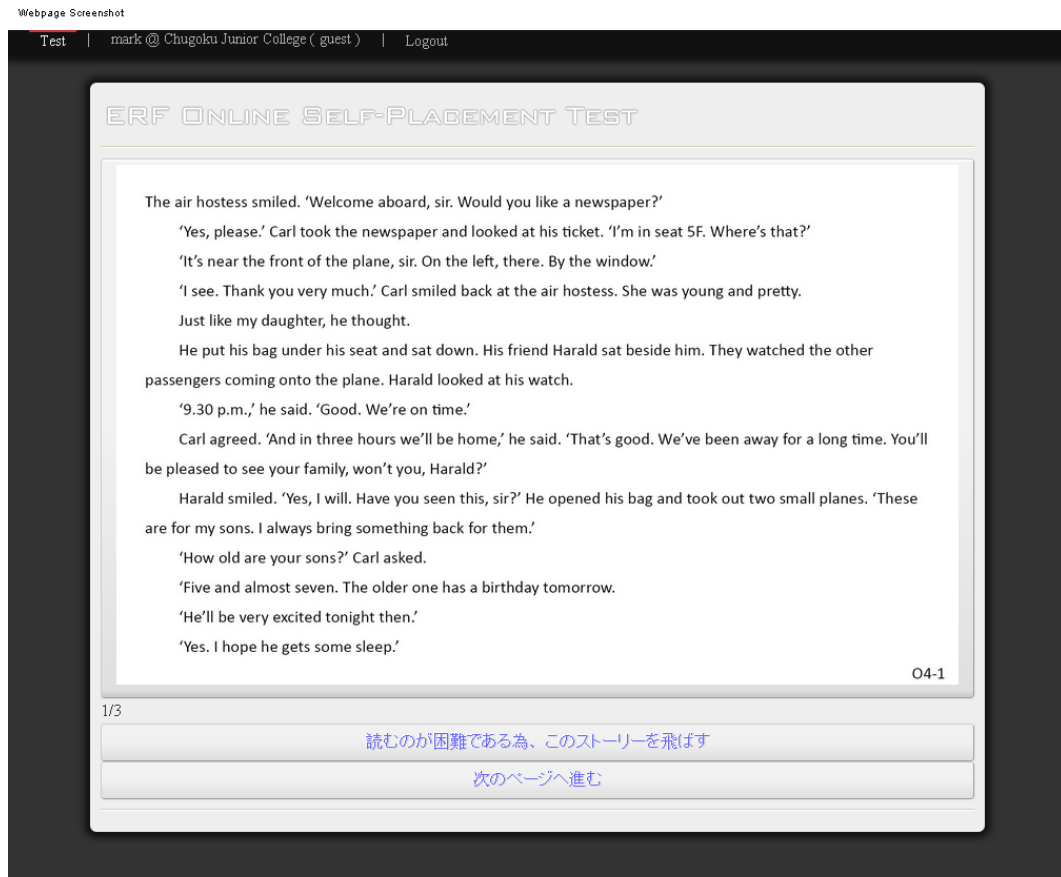 Webpage Screenshot
Test | mark @ Chugoku Junior College ( guest ) | Logout
ERF Online Self-Placement Test
The air hostess smiled. ‘Welcome aboard, sir. Would you like a newspaper?’
‘Yes, please.’ Carl took the newspaper and looked at his ticket. ‘I’m in seat 5F. Where’s that?’
‘It’s near the front of the plane, sir. On the left, there. By the window.’
‘I see. Thank you very much.’ Carl smiled back at the air hostess. She was young and pretty.
Just like my daughter, he thought.
He put his bag under his seat and sat down. His friend Harald sat beside him. They watched the other
passengers coming onto the plane. Harald looked at his watch.
‘9.30 p.m.,’ he said. ‘Good. We’re on time.’
Carl agreed. ‘And in three hours we’ll be home,’ he said. ‘That’s good. We’ve been away for a long time. You’ll
be pleased to see your family, won’t you, Harald?’
Harald smiled. ‘Yes, I will. Have you seen this, sir?’ He opened his bag and took out two small planes. ‘These
are for my sons. I always bring something back for them.’
‘How old are your sons?’ Carl asked.
‘Five and almost seven. The older one has a birthday tomorrow.
‘He’ll be very excited tonight then.’
‘Yes. I hope he gets some sleep.’
O4-1
1/3
読むのが困難である為、このストーリーを飛ばす
次のページへ進む